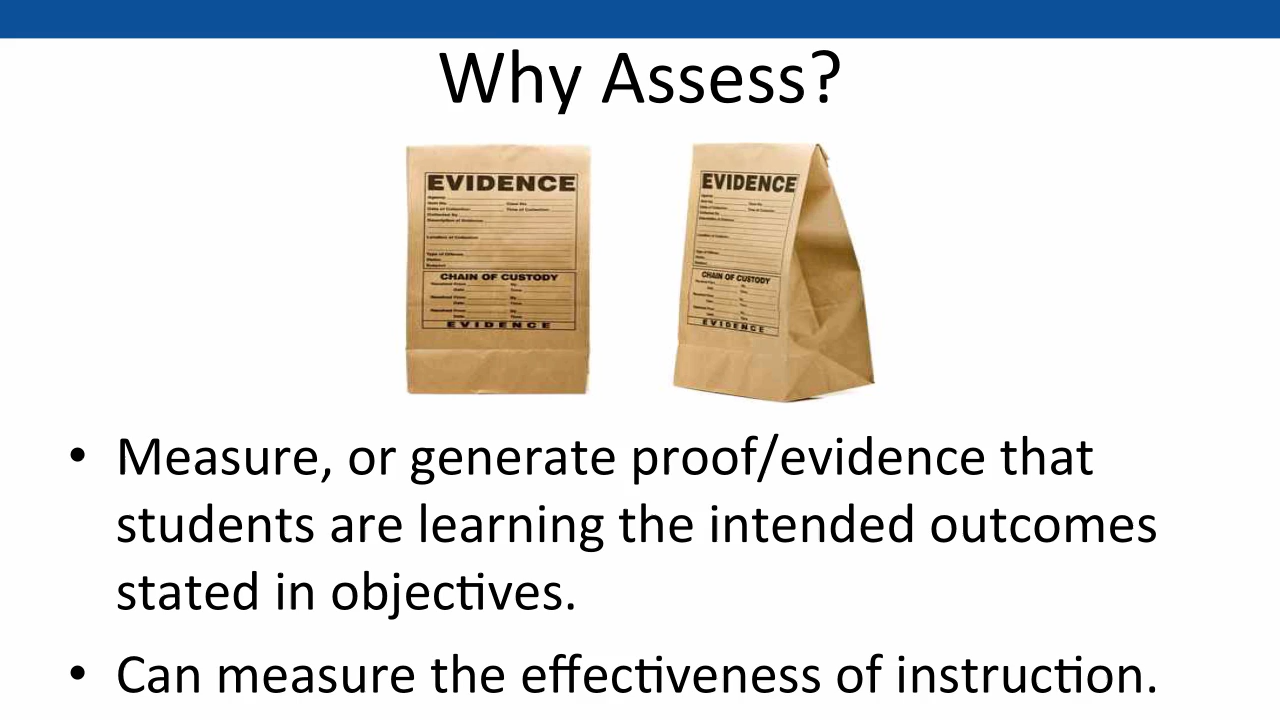 Why Assess?
EVIDENCE
CHAIN OF CUSTODY
EVIDENCE
EVIDENCE
CHAIN OF CUSTODY
EVIDENCE
• Measure, or generate proof/evidence that
students are learning the intended outcomes
stated in objectives.
• Can measure the effectiveness of instruction.